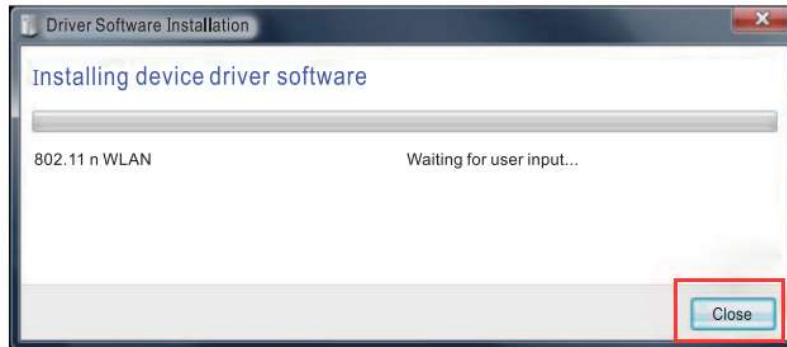 Driver Software Installation
Installing device driver software
802.11 n WLAN
Waiting for user input...
Close